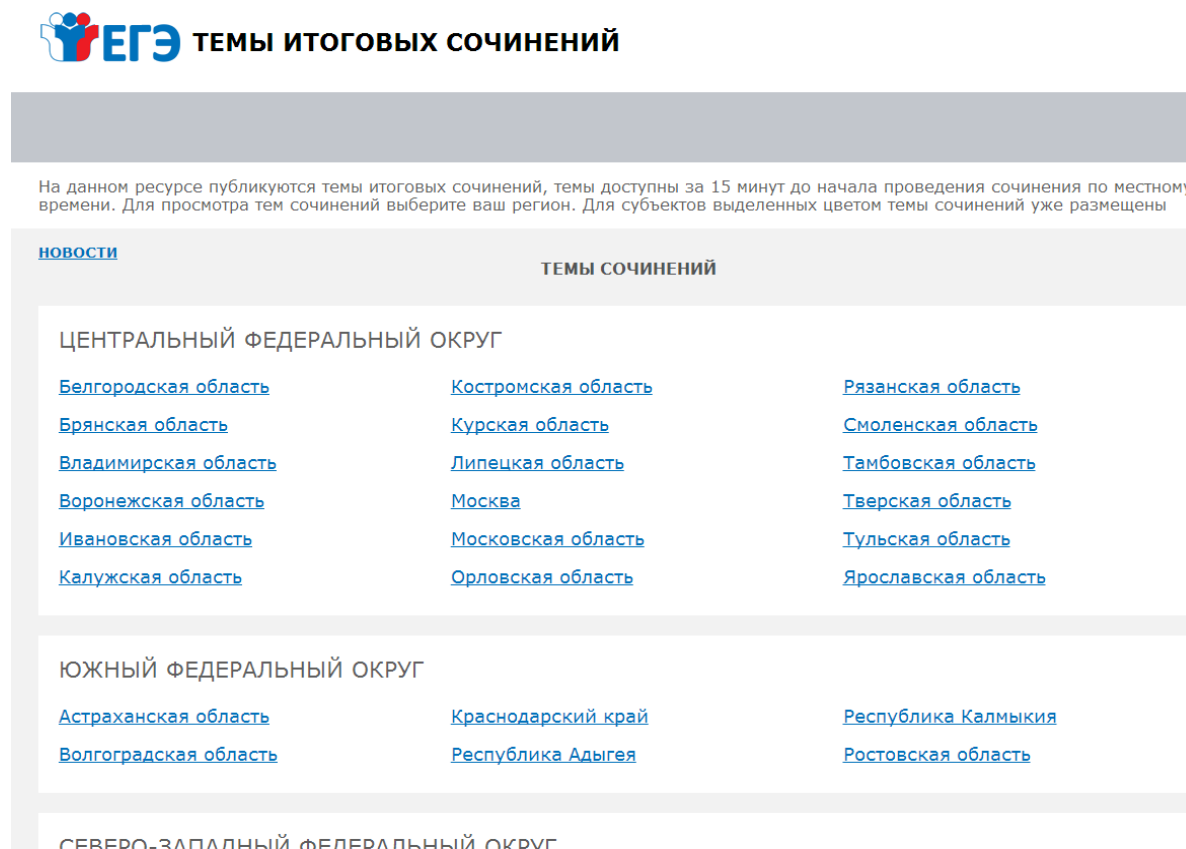 ЕГЭ ТЕМЫ ИТОГОВЫХ СОЧИНЕНИЙ
На данном ресурсе публикуются темы итоговых сочинений, темы доступны за 15 минут до начала проведения сочинения по местному
времени. Для просмотра тем сочинений выберите ваш регион. Для субъектов выделенных цветом темы сочинений уже размещены
НОВОСТИ
ТЕМЫ СОЧИНЕНИЙ
ЦЕНТРАЛЬНЫЙ ФЕДЕРАЛЬНЫЙ ОКРУГ
Белгородская область Костромская область Рязанская область
Брянская область Курская область Смоленская область
Владимирская область Липецкая область Тамбовская область
Воронежская область Москва Тверская область
Ивановская область Московская область Тульская область
Калужская область Орловская область Ярославская область
ЮЖНЫЙ ФЕДЕРАЛЬНЫЙ ОКРУГ
Астраханская область Краснодарский край Республика Калмыкия
Волгоградская область Республика Адыгея Ростовская область
СЕВЕРО-ЗАПАДНЫЙ ФЕДЕРАЛЬНЫЙ ОКРУГ